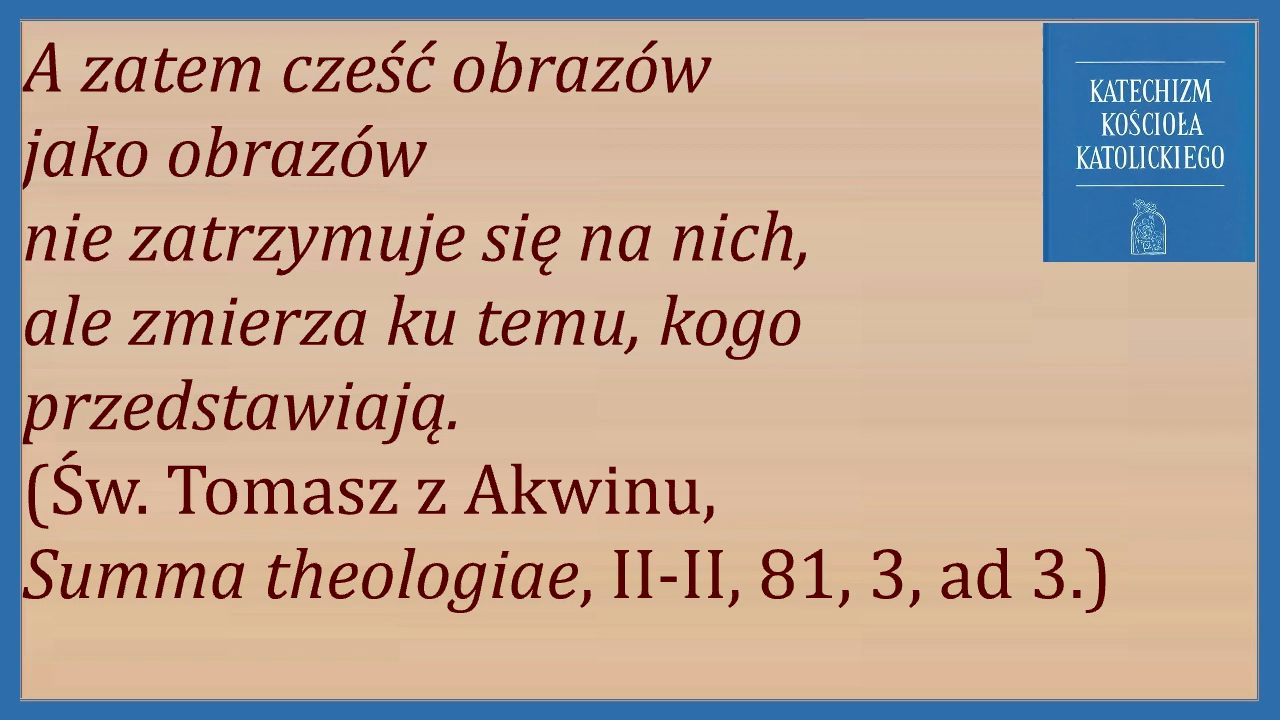 A zatem cześć obrazów
jako obrazów
nie zatrzymuje się na nich,
ale zmierza ku temu, kogo
przedstawiają.
(Św. Tomasz z Akwinu,
Summa theologiae, II-II, 81, 3, ad 3.)
KATECHIZM
KOŚCIOŁA
KATOLICKIEGO